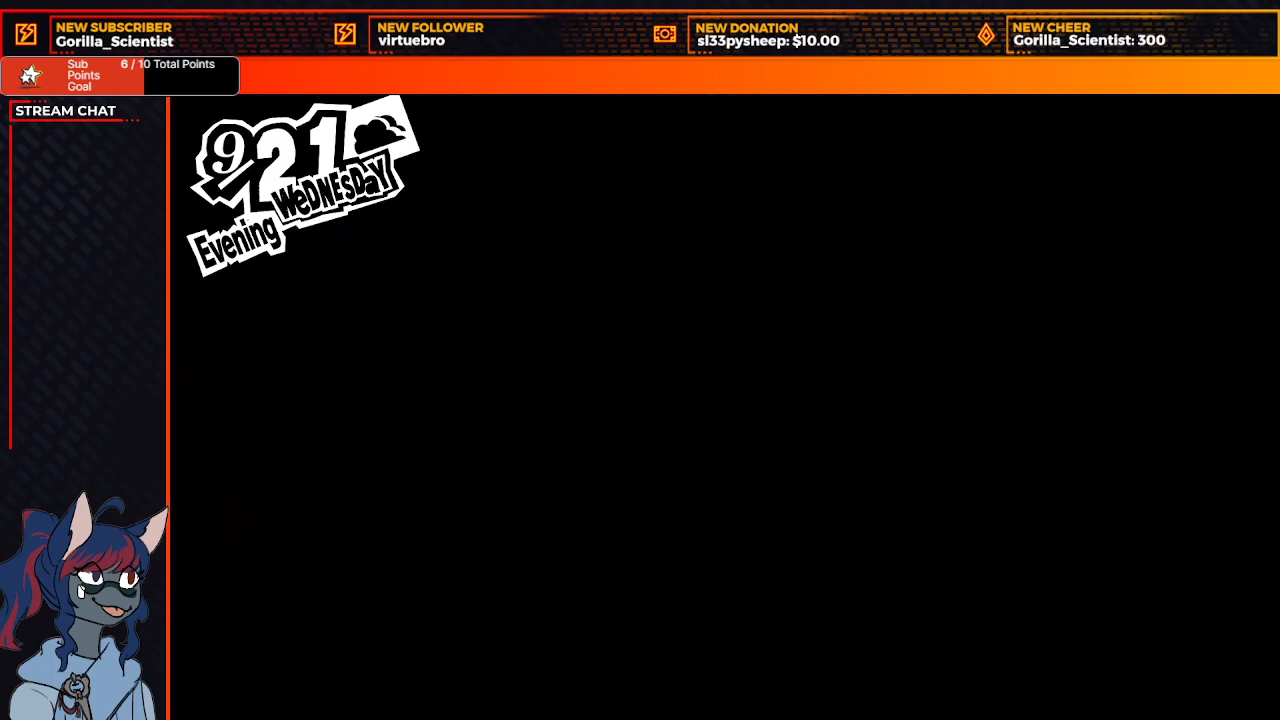 NEW SUBSCRIBER
Gorilla_Scientist
NEW FOLLOWER
virtuebro
NEW DONATION
sl33pysheep: $10.00
NEW CHEER
Gorilla_Scientist: 300
Sub Points Goal
6 / 10 Total Points
STREAM CHAT
9/21
WeDNESDaY
Evening